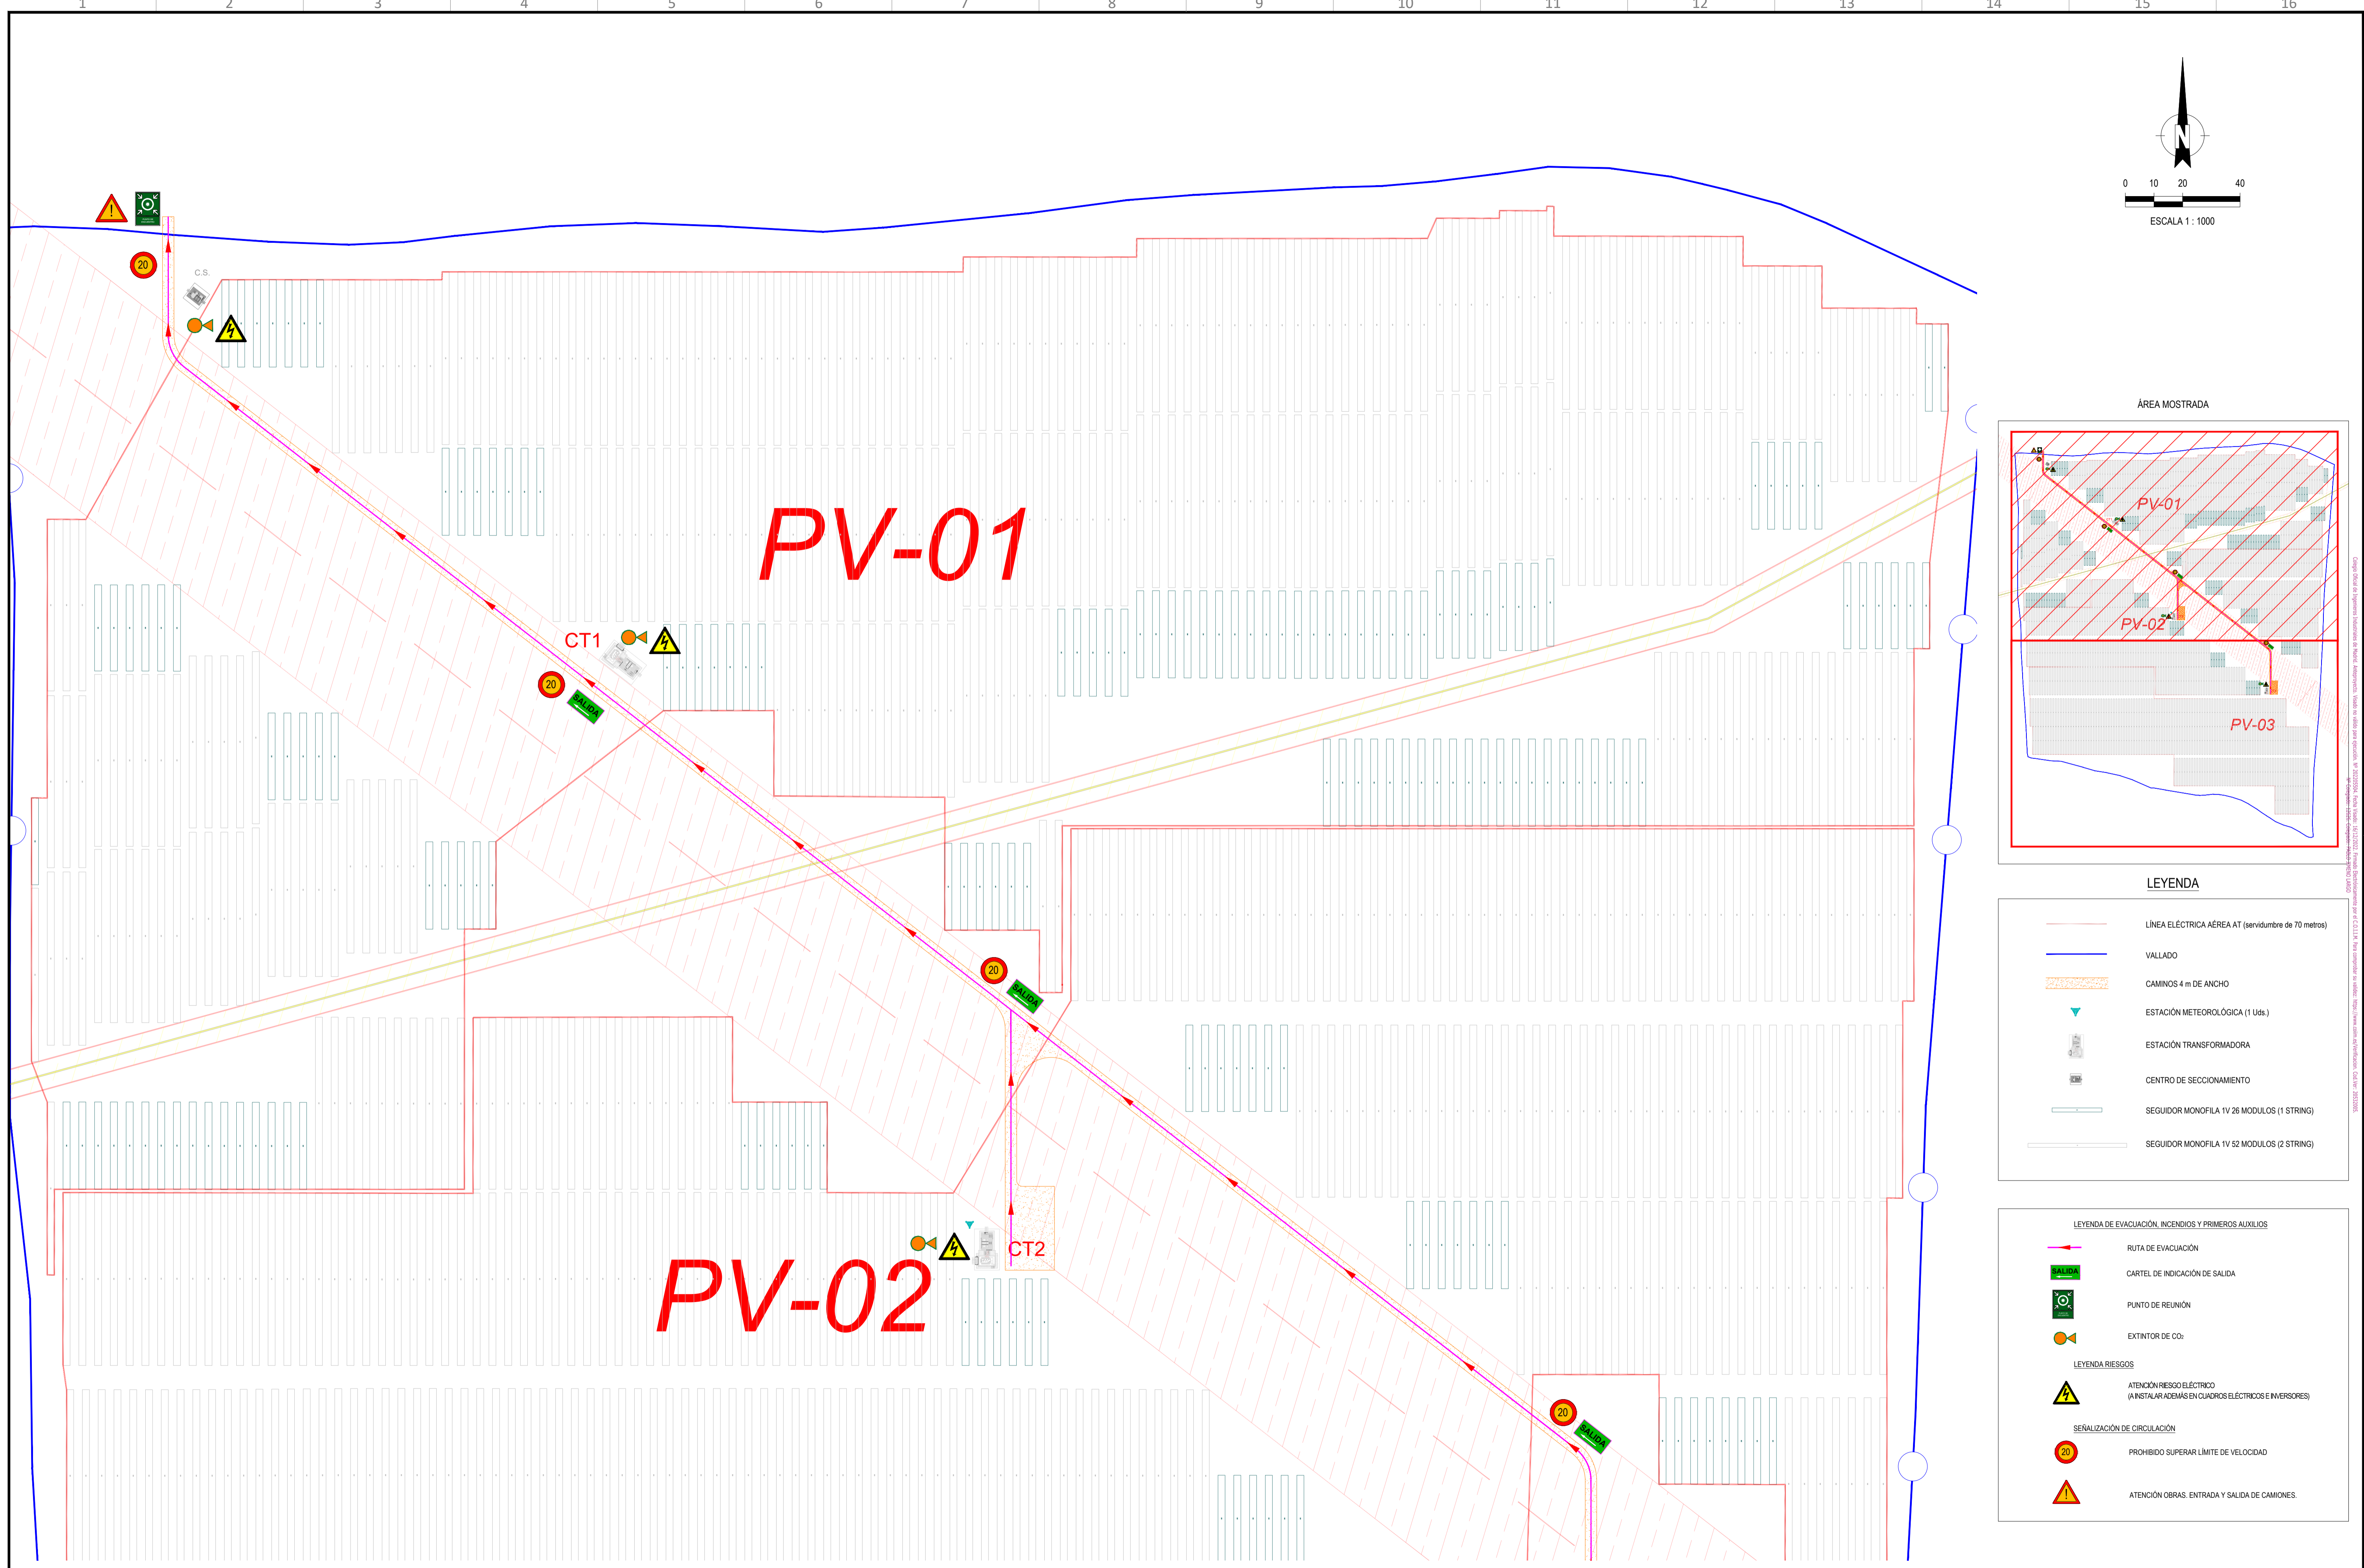 1 2 3 4 5 6 7 8 9 10 11 12 13 14 15 16
N
0 10 20 40
ESCALA 1 : 1000
20
C.S.
PV-01
CT1
20
SALIDA
20
SALIDA
CT2
PV-02
20
SALIDA
ÁREA MOSTRADA
PV-01
PV-02
PV-03
LEYENDA
LÍNEA ELÉCTRICA AÉREA AT (servidumbre de 70 metros)
VALLADO
CAMINOS 4 m DE ANCHO
ESTACIÓN METEOROLÓGICA (1 Uds.)
ESTACIÓN TRANSFORMADORA
CENTRO DE SECCIONAMIENTO
SEGUIDOR MONOFILA 1V 26 MODULOS (1 STRING)
SEGUIDOR MONOFILA 1V 52 MODULOS (2 STRING)
LEYENDA DE EVACUACIÓN, INCENDIOS Y PRIMEROS AUXILIOS
RUTA DE EVACUACIÓN
SALIDA
CARTEL DE INDICACIÓN DE SALIDA
PUNTO DE REUNIÓN
EXTINTOR DE CO2
LEYENDA RIESGOS
ATENCIÓN RIESGO ELÉCTRICO
(A INSTALAR ADEMÁS EN CUADROS ELÉCTRICOS E INVERSORES)
SEÑALIZACIÓN DE CIRCULACIÓN
20
PROHIBIDO SUPERAR LÍMITE DE VELOCIDAD
ATENCIÓN OBRAS. ENTRADA Y SALIDA DE CAMIONES.